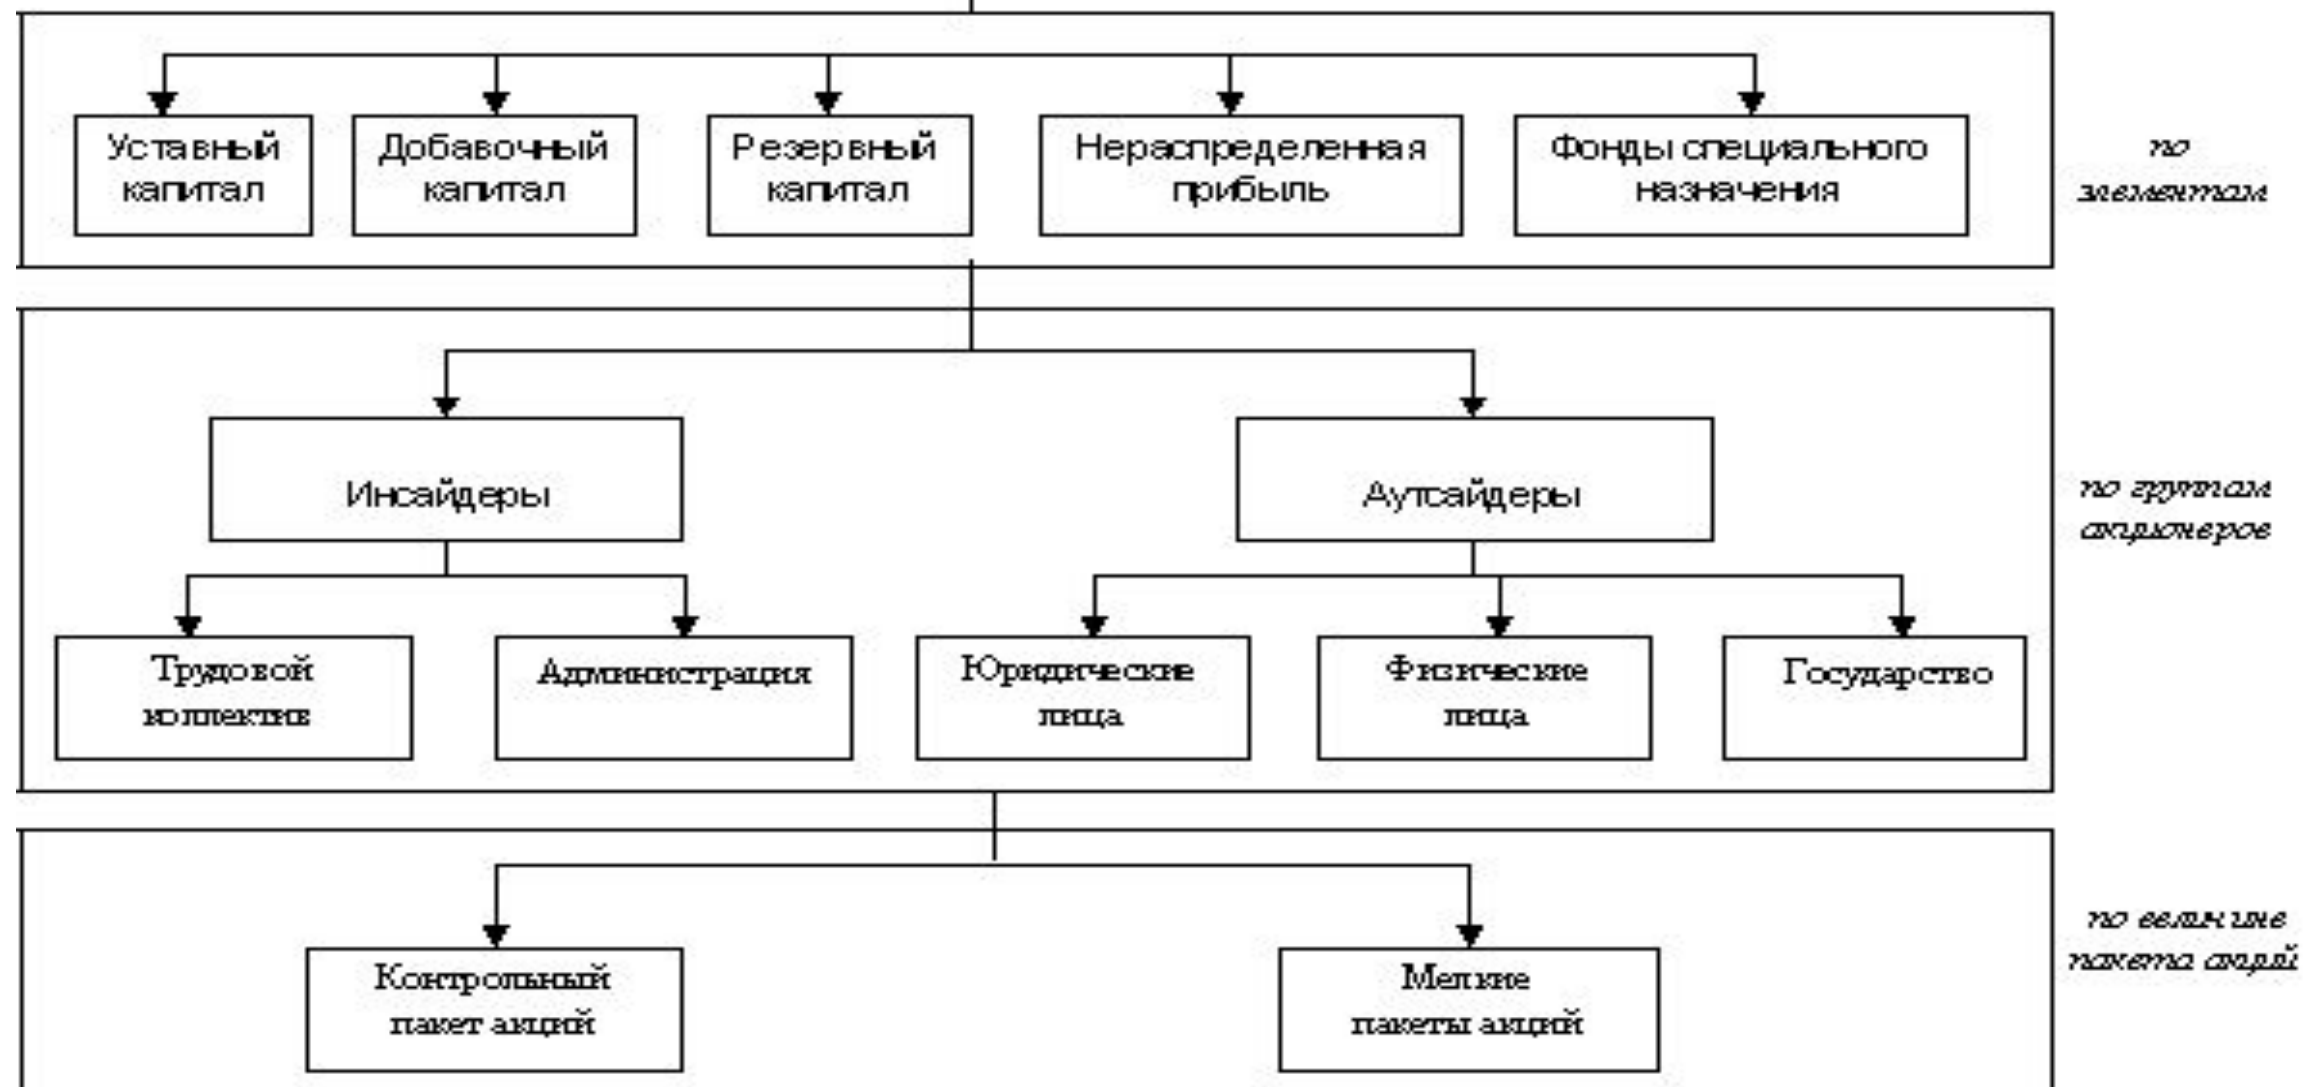 Уставный
капитал
Добавочный
капитал
Резервный
капитал
Нераспределенная
прибыль
Фонды специального
назначения
по
элементам
Инсайдеры
Аутсайдеры
по группам
акционеров
Трудовой
коллектив
Администрация
Юридические
лица
Физические
лица
Государство
Контрольный
пакет акций
Мелкие
пакеты акций
по величине
пакета акций